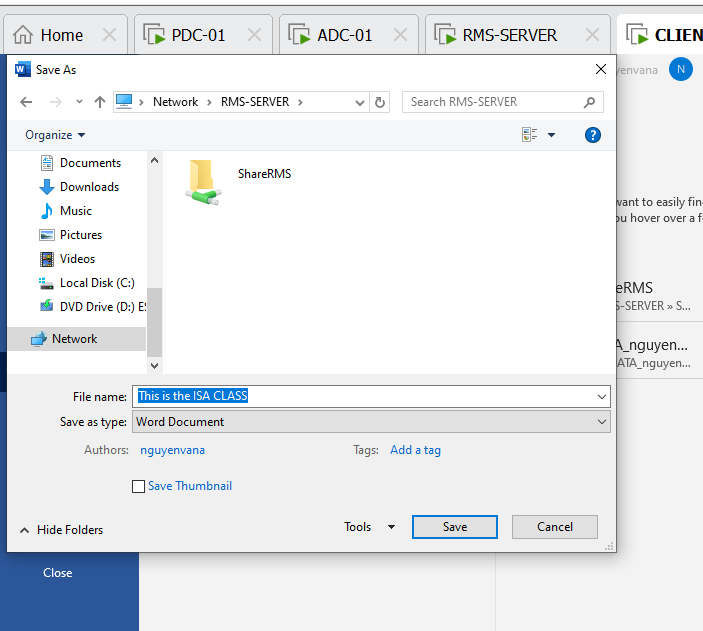 Home
PDC-01
ADC-01
RMS-SERVER
CLIEN
Save As
yenvana
N
Network
RMS-SERVER
Search RMS-SERVER
Organize
?
Documents
Downloads
Music
Pictures
Videos
Local Disk (C:)
DVD Drive (D:) ES
Network
ShareRMS
want to easily fin
ou hover over a f
eRMS
S-SERVER » S...
A_nguyen...
ATA_nguyen...
File name:
This is the ISA CLASS
Save as type:
Word Document
Authors:
nguyenvana
Tags:
Add a tag
Save Thumbnail
Hide Folders
Tools
Save
Cancel
Close